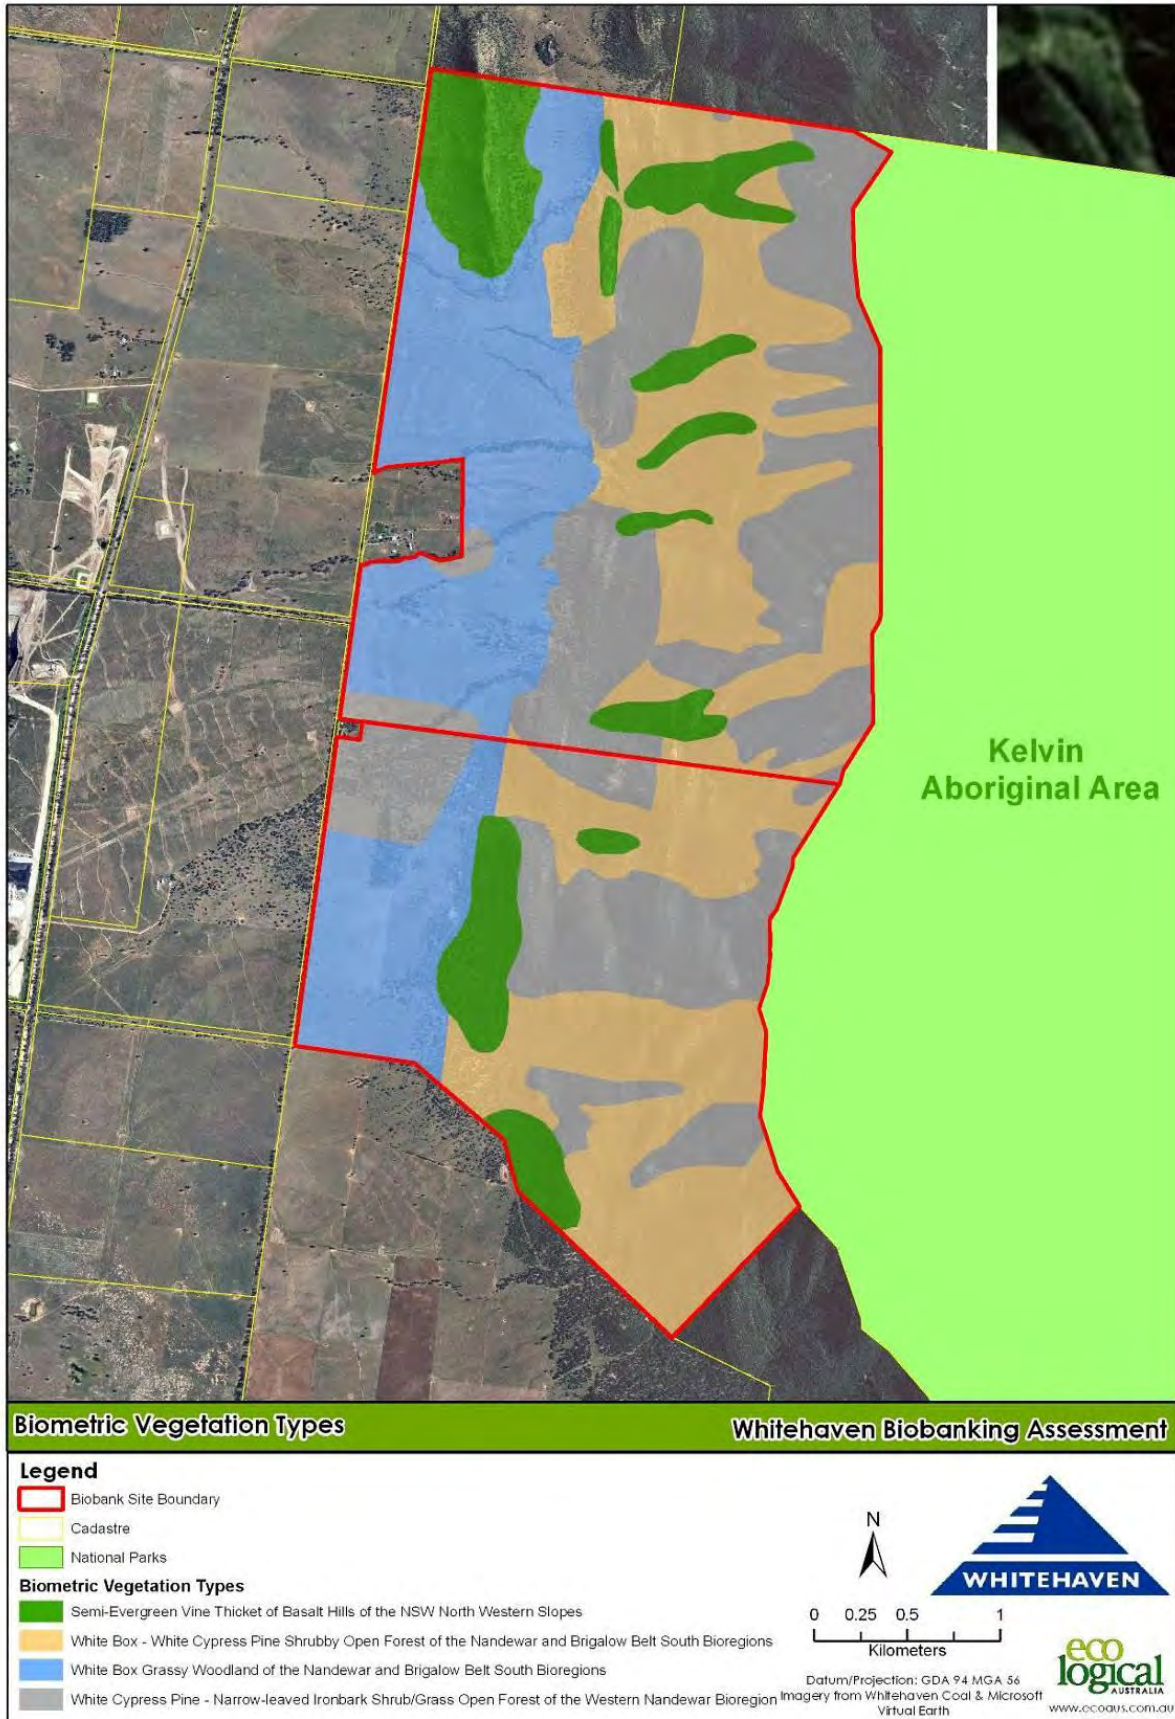 Kelvin
Aboriginal Area
Biometric Vegetation Types
Whitehaven Biobanking Assessment
Legend
Biobank Site Boundary
Cadastre
National Parks
Biometric Vegetation Types
Semi-Evergreen Vine Thicket of Basalt Hills of the NSW North Western Slopes
White Box - White Cypress Pine Shrubby Open Forest of the Nandewar and Brigalow Belt South Bioregions
White Box Grassy Woodland of the Nandewar and Brigalow Belt South Bioregions
White Cypress Pine - Narrow-leaved Ironbark Shrub/Grass Open Forest of the Western Nandewar Bioregion
N
0 0.25 0.5 1
Kilometers
Datum/Projection: GDA 94 MGA 56
Imagery from Whitehaven Coal & Microsoft
Virtual Earth
WHITEHAVEN
eco
logical
AUSTRALIA
www.ecoaus.com.au